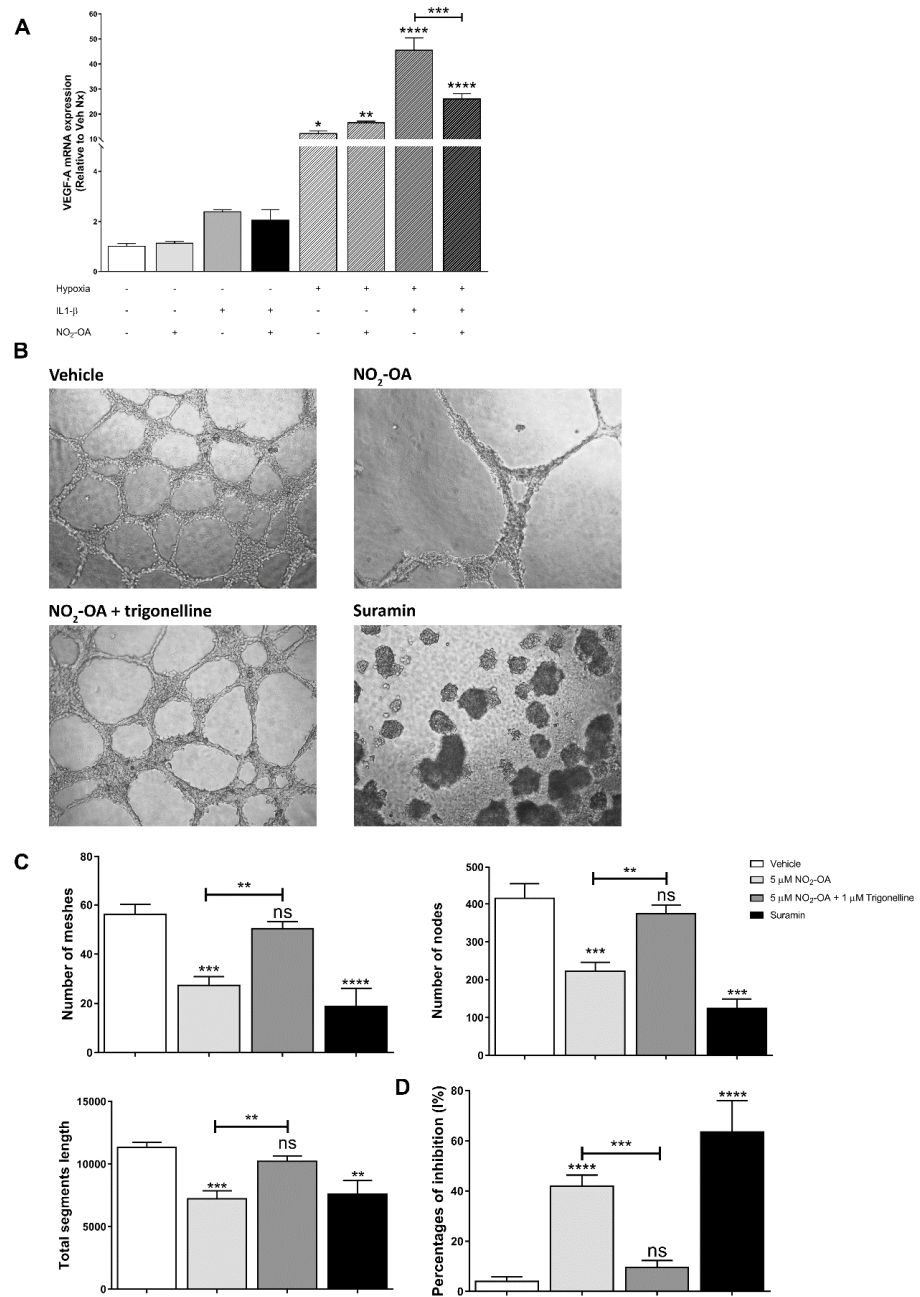 A
VEGF-A mRNA expression
(Relative to Veh Nx)
60
50
40
30
20
10
4
2
0
*
**
****
***
****
Hypoxia - - - - + + + +
IL1-β - - + + - - + +
NO2-OA - + - + - + - +
B
Vehicle
NO2-OA
NO2-OA + trigonelline
Suramin
C
Number of meshes
80
60
40
20
0
***
**
ns
****
Number of nodes
500
400
300
200
100
0
***
**
ns
***
Vehicle
5 μM NO2-OA
5 μM NO2-OA + 1 μM Trigonelline
Suramin
Total segments length
15000
10000
5000
0
***
**
ns
**
D
Percentages of inhibition (I%)
80
60
40
20
0
****
***
ns
****